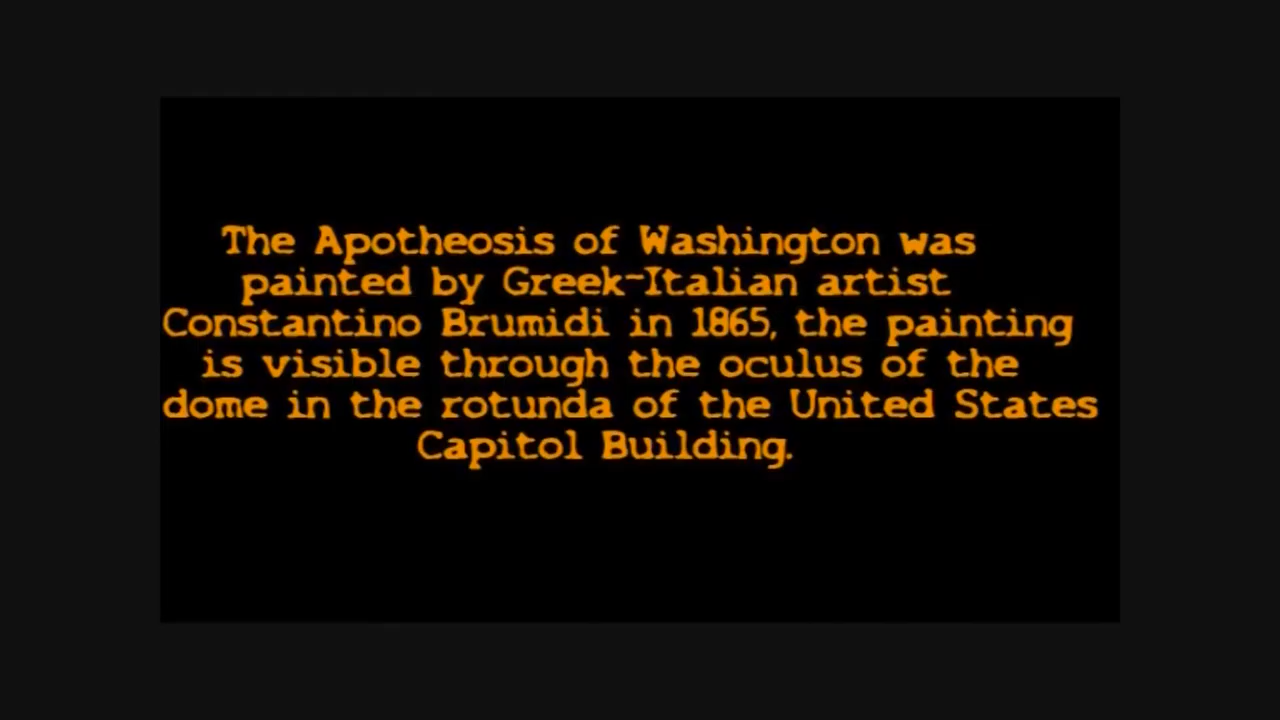 The Apotheosis of Washington was
painted by Greek-Italian artist
Constantino Brumidi in 1865, the painting
is visible through the oculus of the
dome in the rotunda of the United States
Capitol Building.